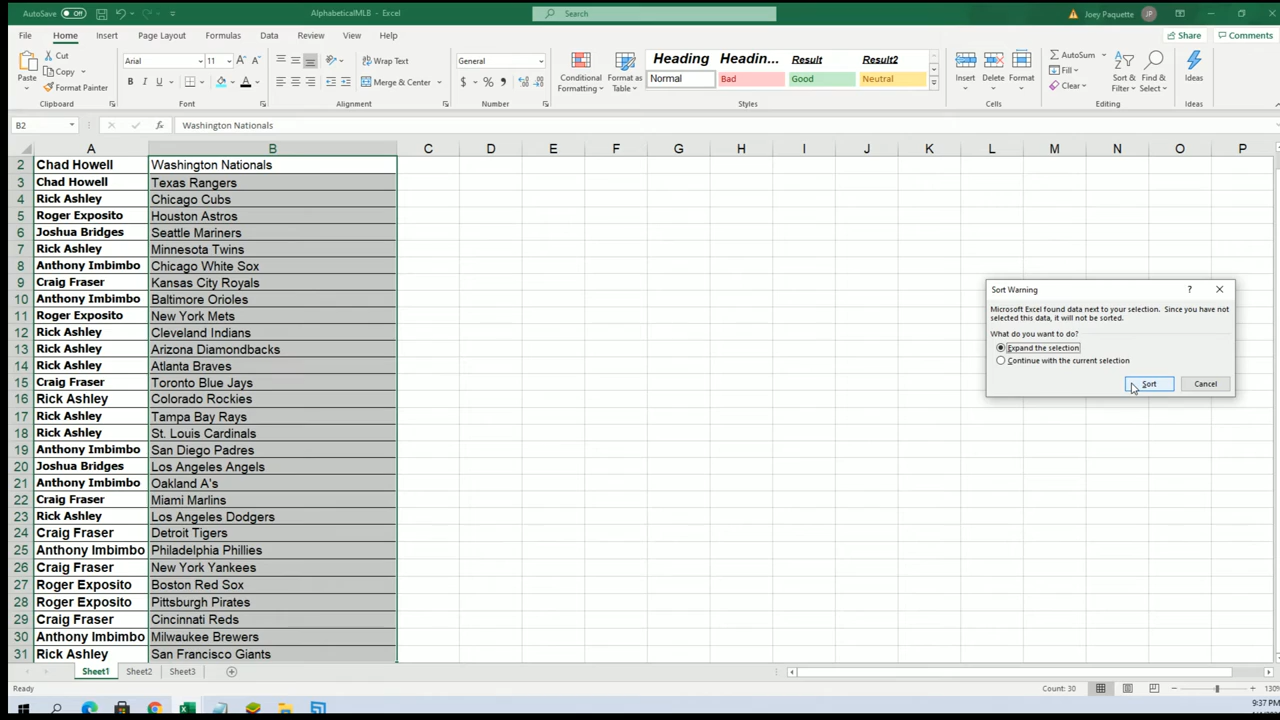 AutoSave Off AlphabeticalMLB - Excel Search Joey Paquette JP
File Home Insert Page Layout Formulas Data Review View Help Share Comments
Paste Cut Copy Format Painter Clipboard
Arial 11 A A B I U A Font
Wrap Text Merge & Center Alignment
General $ % Number
Conditional Formatting Format as Table
Heading Headin... Result Result2
Normal Bad Good Neutral
Styles
Insert Delete Format Cells
AutoSum Fill Clear Sort & Filter Find & Select Editing
Ideas Ideas
B2 fx Washington Nationals
A B C D E F G H I J K L M N O P
2 Chad Howell Washington Nationals
3 Chad Howell Texas Rangers
4 Rick Ashley Chicago Cubs
5 Roger Exposito Houston Astros
6 Joshua Bridges Seattle Mariners
7 Rick Ashley Minnesota Twins
8 Anthony Imbimbo Chicago White Sox
9 Craig Fraser Kansas City Royals
10 Anthony Imbimbo Baltimore Orioles
11 Roger Exposito New York Mets
12 Rick Ashley Cleveland Indians
13 Rick Ashley Arizona Diamondbacks
14 Rick Ashley Atlanta Braves
15 Craig Fraser Toronto Blue Jays
16 Rick Ashley Colorado Rockies
17 Rick Ashley Tampa Bay Rays
18 Rick Ashley St. Louis Cardinals
19 Anthony Imbimbo San Diego Padres
20 Joshua Bridges Los Angeles Angels
21 Anthony Imbimbo Oakland A's
22 Craig Fraser Miami Marlins
23 Rick Ashley Los Angeles Dodgers
24 Craig Fraser Detroit Tigers
25 Anthony Imbimbo Philadelphia Phillies
26 Craig Fraser New York Yankees
27 Roger Exposito Boston Red Sox
28 Roger Exposito Pittsburgh Pirates
29 Craig Fraser Cincinnati Reds
30 Anthony Imbimbo Milwaukee Brewers
31 Rick Ashley San Francisco Giants
Sort Warning ?
Microsoft Excel found data next to your selection. Since you have not
selected this data, it will not be sorted.
What do you want to do?
Expand the selection
Continue with the current selection
Sort Cancel
Sheet1 Sheet2 Sheet3
Ready Count: 30 130%
9:37 PM